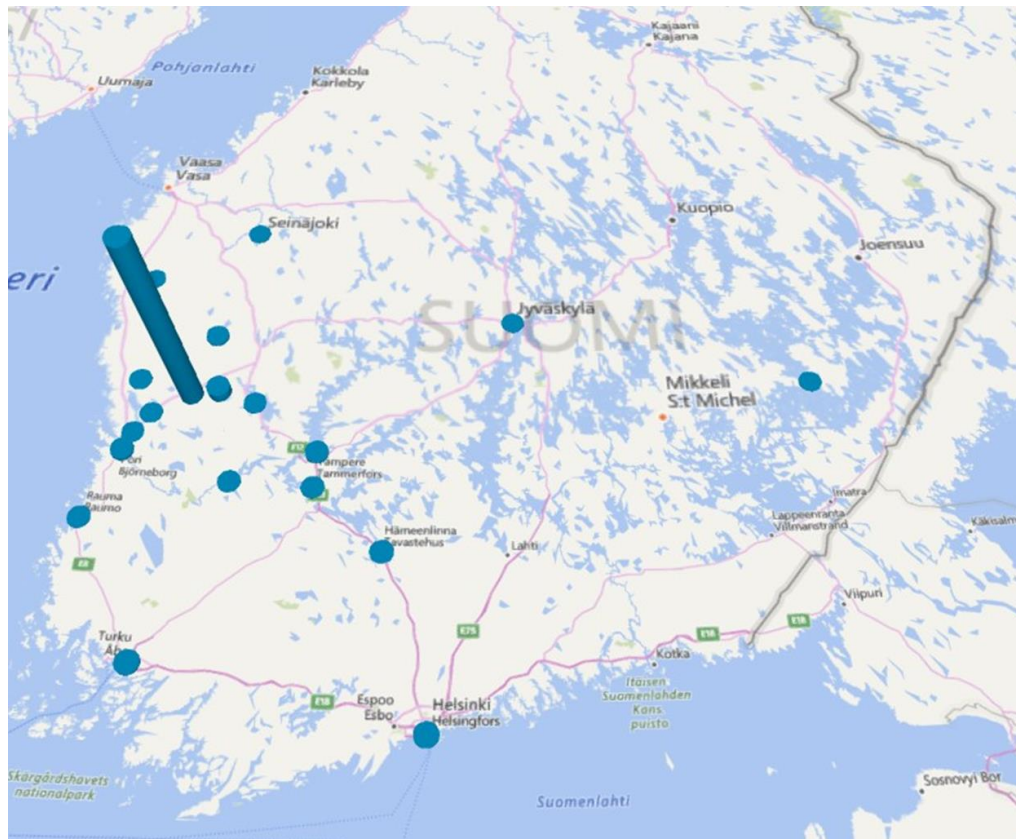 Kajaani
Kajana
Pohjanlahti
Uumaja
Kokkola
Karleby
Vaasa
Vasa
Seinäjoki
Kuopio
Joensuu
eri
SUOMI
Jyväskylä
Mikkeli
S:t Michel
E12
Tampere
Tammerfors
Pori
Björneborg
Rauma
Raumo
Imatra
Lappeenranta
Villmanstrand
Käkisalm
Hämeenlinna
Tavastehus
Lahti
E8
Viipuri
E75
E18
E18
Turku
Åbo
Kotka
Itäisen
Suomenlahden
Kans.
puisto
E18
Espoo
Esbo
Helsinki
Helsingfors
Skärgårdshavets
nationalpark
Suomenlahti
Sosnovyi Bor